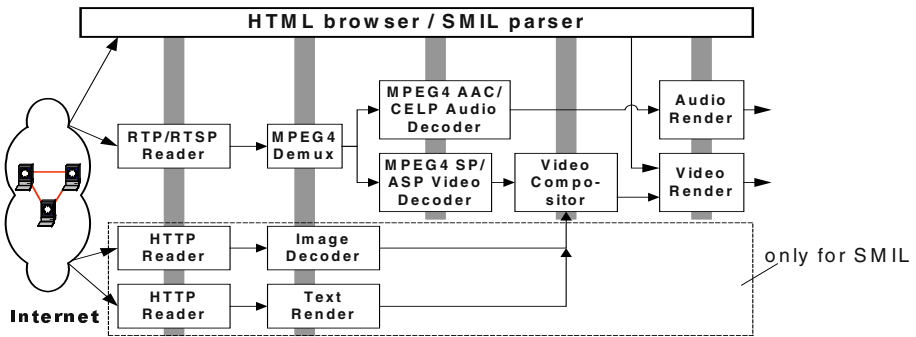 HTML browser / SMIL parser
MPEG4 AAC/
CELP Audio
Decoder
Audio
Render
RTP/RTSP
Reader
MPEG4
Demux
MPEG4 SP/
ASP Video
Decoder
Video
Compo-
sitor
Video
Render
HTTP
Reader
Image
Decoder
only for SMIL
HTTP
Reader
Text
Render
Internet